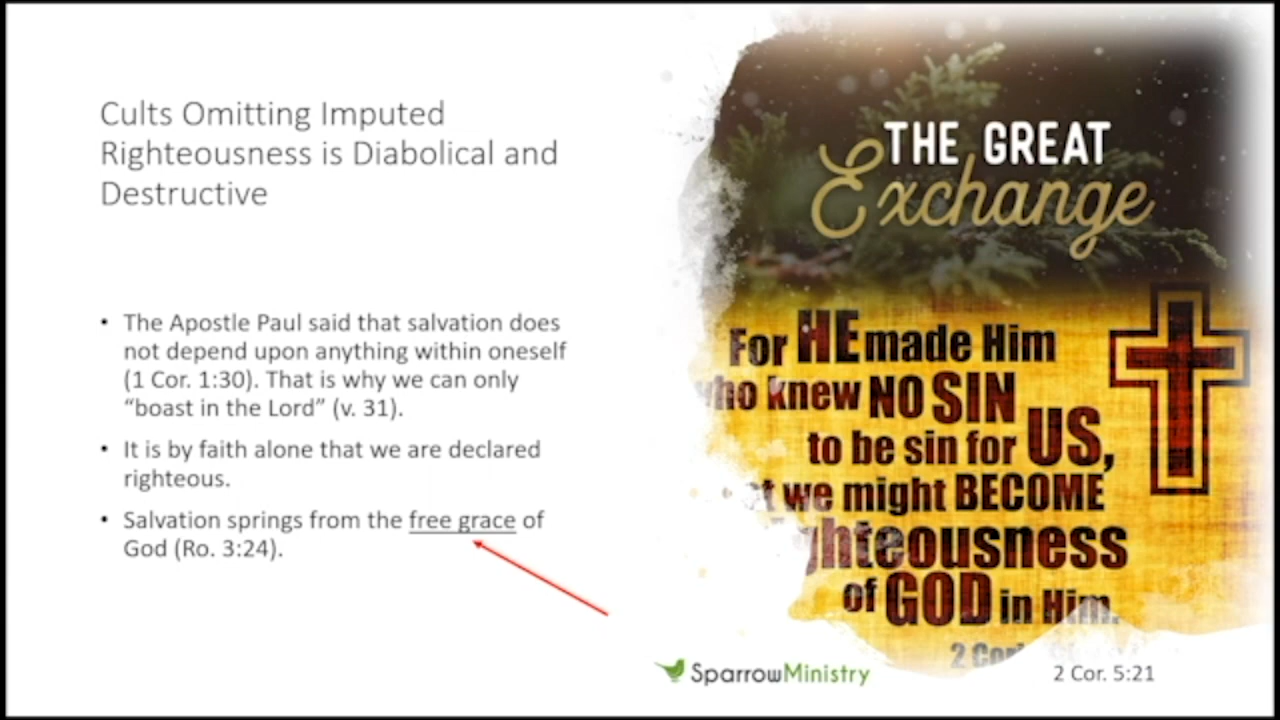 Cults Omitting Imputed
Righteousness is Diabolical and
Destructive
• The Apostle Paul said that salvation does
not depend upon anything within oneself
(1 Cor. 1:30). That is why we can only
“boast in the Lord” (v. 31).
• It is by faith alone that we are declared
righteous.
• Salvation springs from the free grace of
God (Ro. 3:24).
THE GREAT
Exchange
For HE made Him
who knew NO SIN
to be sin for US,
t we might BECOME
ghteousness
of GOD in Him.
2 Cor
SparrowMinistry
2 Cor. 5:21